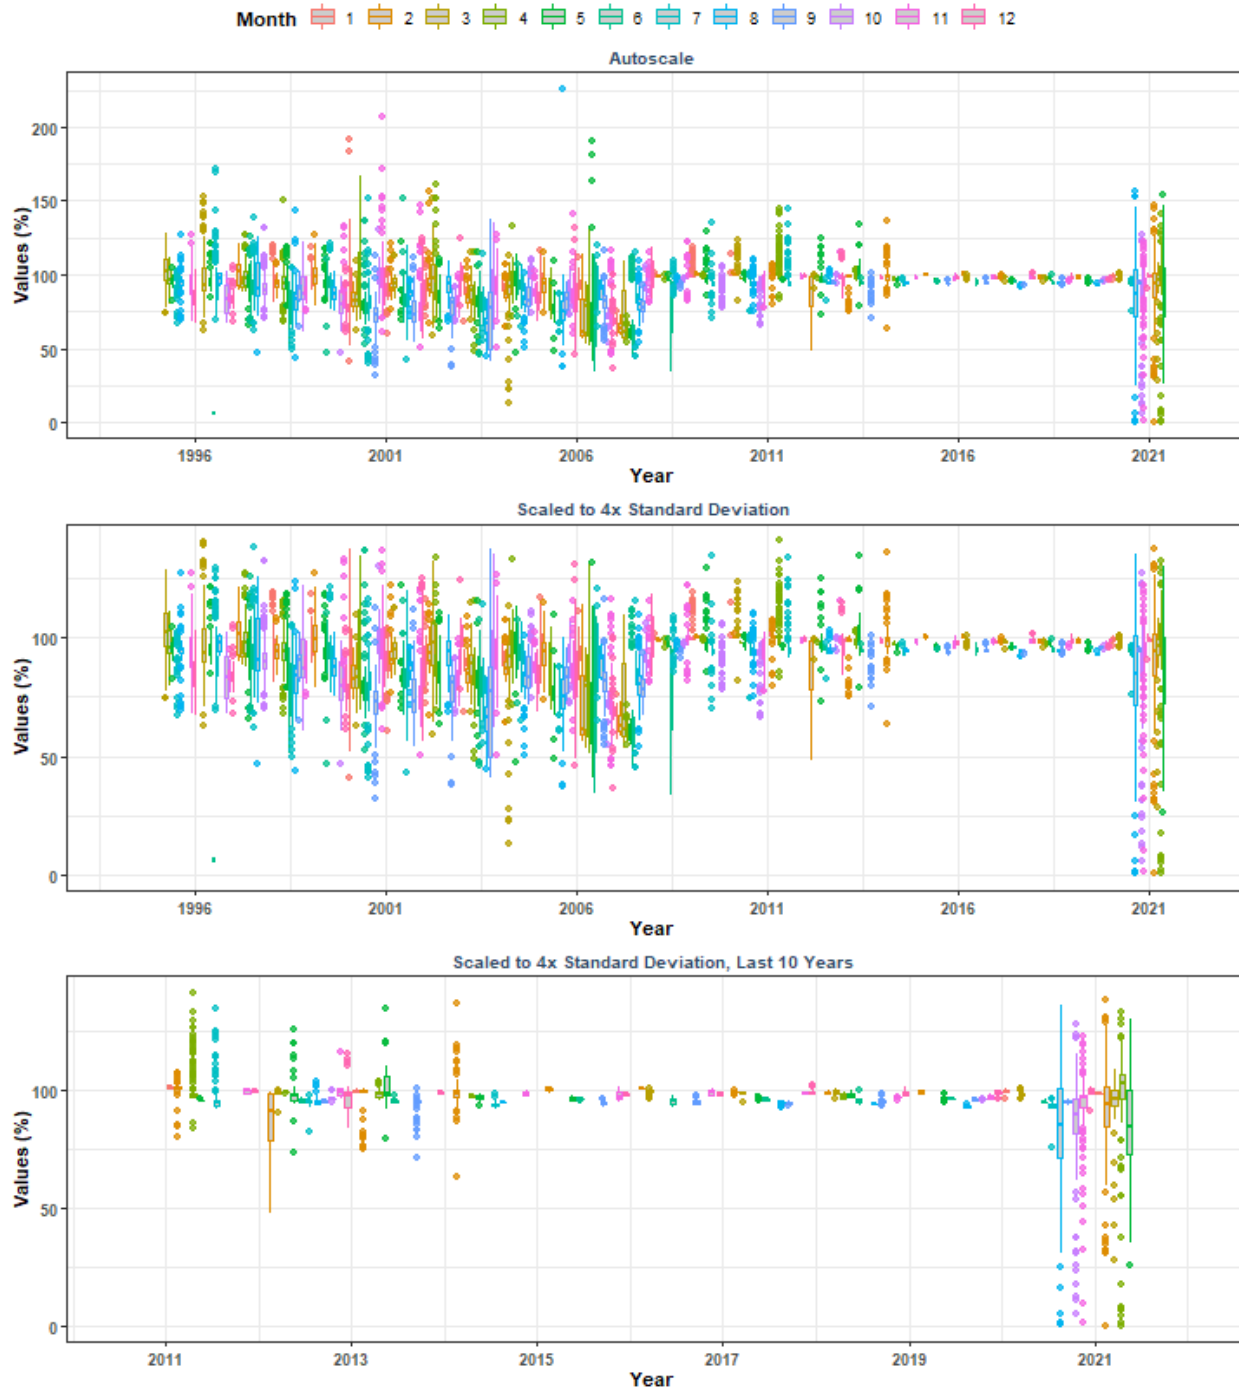 Month 1 2 3 4 5 6 7 8 9 10 11 12
Autoscale
Values (%)
200
150
100
50
0
1996 2001 2006 2011 2016 2021
Year
Scaled to 4x Standard Deviation
Values (%)
100
50
0
1996 2001 2006 2011 2016 2021
Year
Scaled to 4x Standard Deviation, Last 10 Years
Values (%)
100
50
0
2011 2013 2015 2017 2019 2021
Year